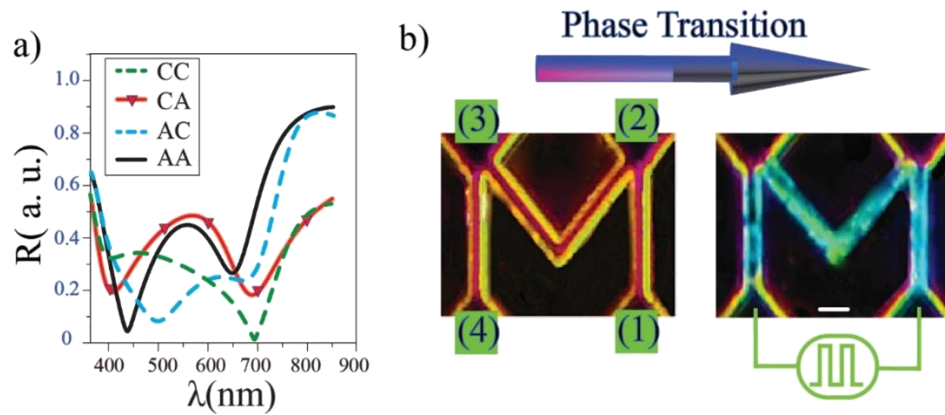 a)
R( a. u.)
1.0
0.8
0.6
0.4
0.2
0
CC
CA
AC
AA
400 500 600 700 800 900
λ(nm)
b)
Phase Transition
(3) (2)
(4) (1)